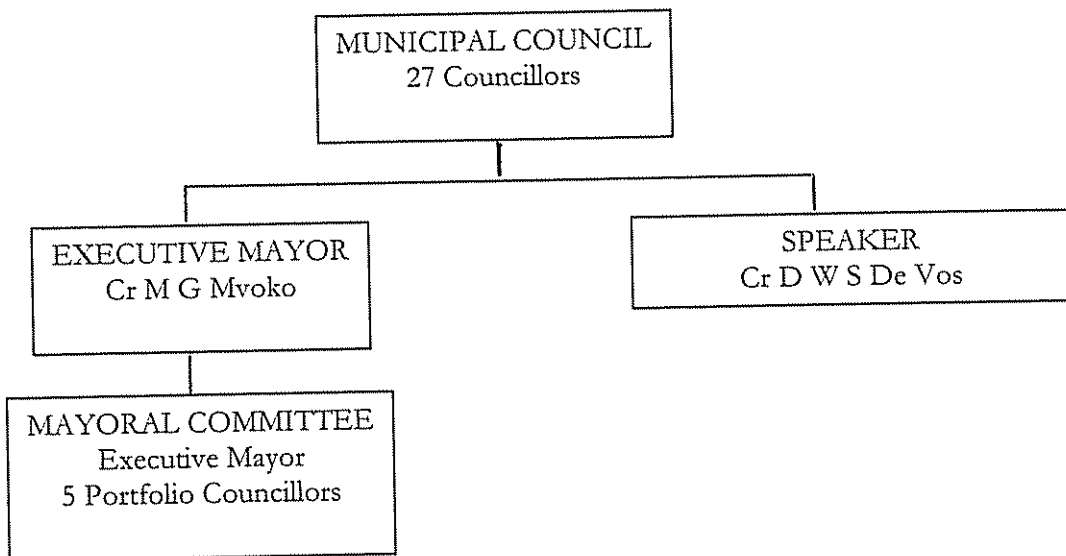 MUNICIPAL COUNCIL
27 Councillors
EXECUTIVE MAYOR
Cr M G Mvoko
SPEAKER
Cr D W S De Vos
MAYORAL COMMITTEE
Executive Mayor
5 Portfolio Councillors